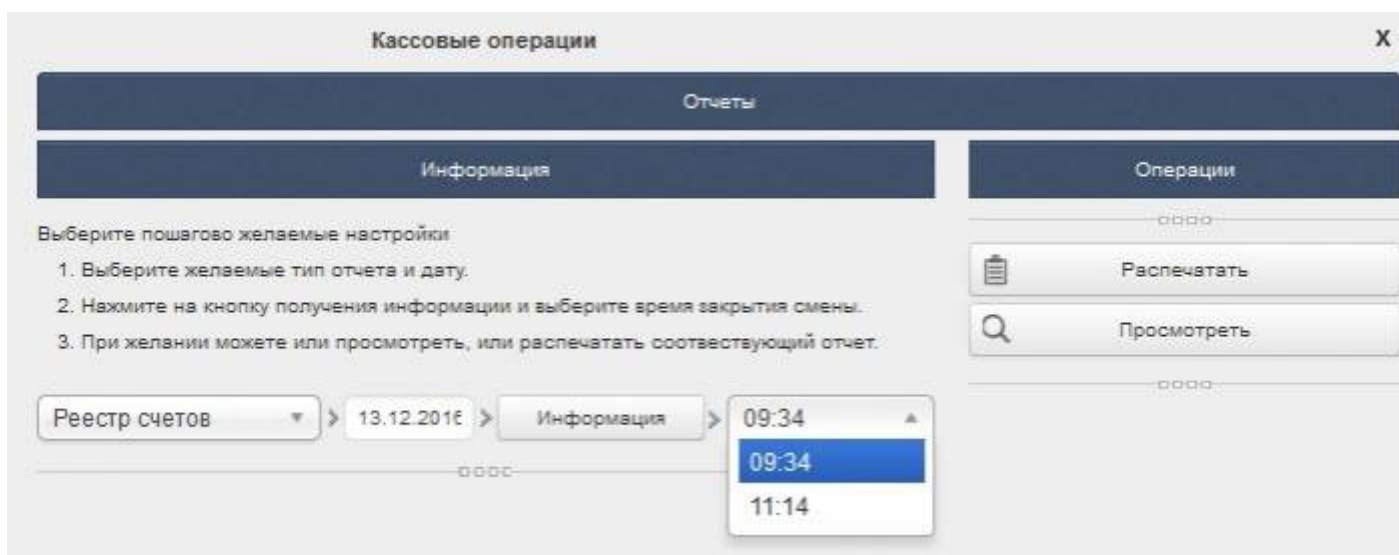 Кассовые операции
X
Отчеты
Информация
Операции
Выберите пошагово желаемые настройки
1. Выберите желаемые тип отчета и дату.
2. Нажмите на кнопку получения информации и выберите время закрытия смены.
3. При желании можете или просмотреть, или распечатать соотвествующий отчет.
Распечатать
Просмотреть
Реестр счетов > 13.12.2016 > Информация > 09:34
09:34
11:14